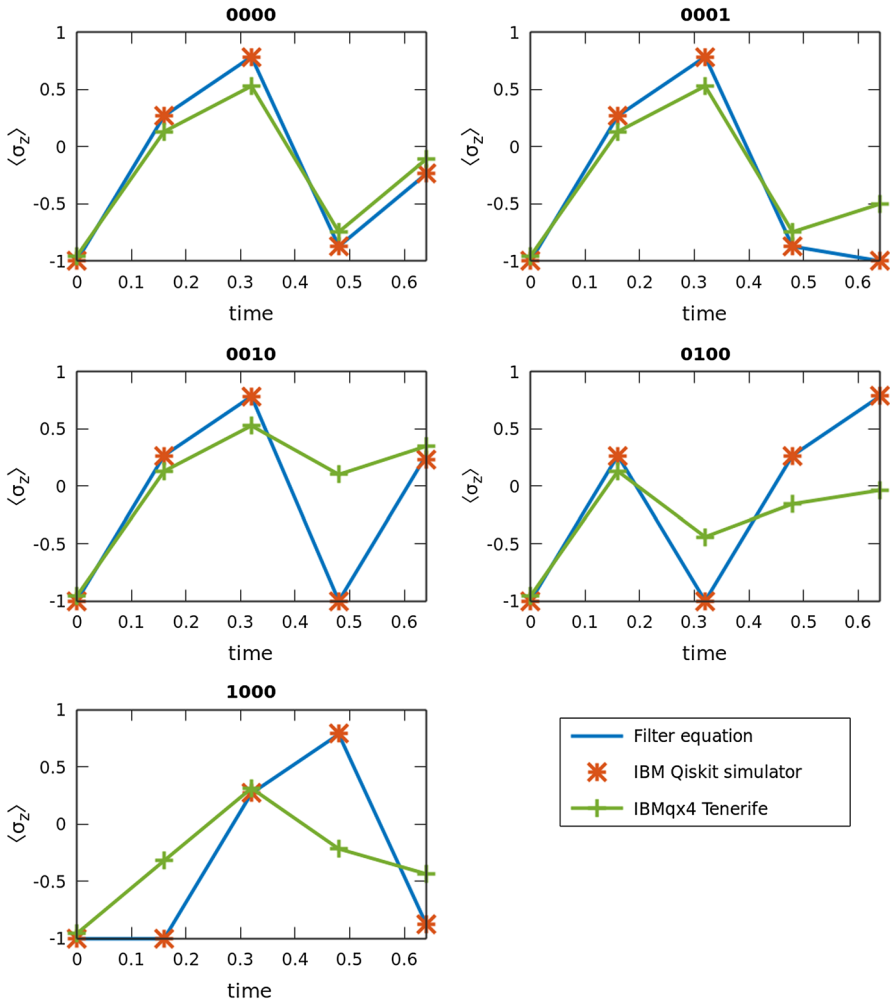 0000
1
0.5
0
-0.5
-1
⟨σz⟩
0 0.1 0.2 0.3 0.4 0.5 0.6
time
0001
1
0.5
0
-0.5
-1
⟨σz⟩
0 0.1 0.2 0.3 0.4 0.5 0.6
time
0010
1
0.5
0
-0.5
-1
⟨σz⟩
0 0.1 0.2 0.3 0.4 0.5 0.6
time
0100
1
0.5
0
-0.5
-1
⟨σz⟩
0 0.1 0.2 0.3 0.4 0.5 0.6
time
1000
1
0.5
0
-0.5
-1
⟨σz⟩
0 0.1 0.2 0.3 0.4 0.5 0.6
time
Filter equation
IBM Qiskit simulator
IBMqx4 Tenerife